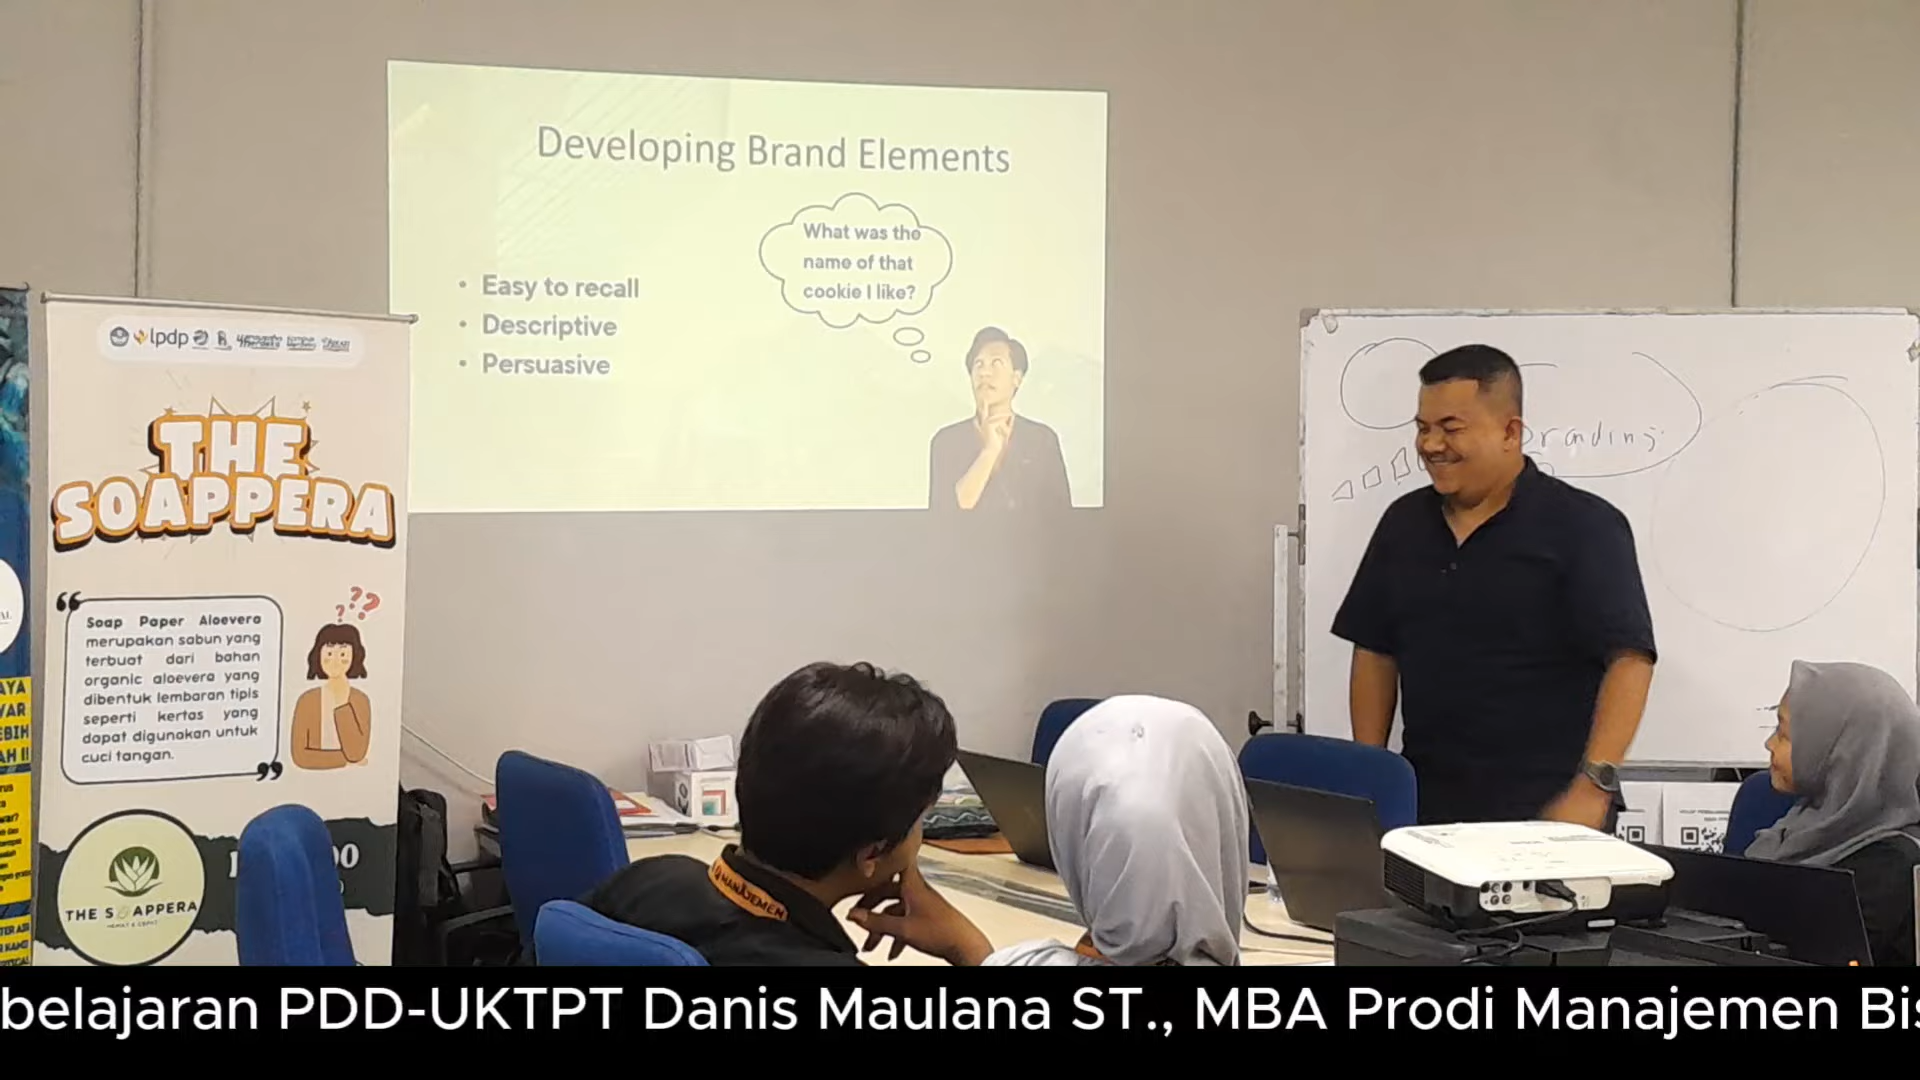 Developing Brand Elements
What was the
name of that
cookie I like?
• Easy to recall
• Descriptive
• Persuasive
lpdp
THE
SOAPPERA
Soap Paper Aloevera
merupakan sabun yang
terbuat dari bahan
organic aloevera yang
dibentuk lembaran tipis
seperti kertas yang
dapat digunakan untuk
cuci tangan.
THE SOAPPERA
branding
MANAJEMEN
belajaran PDD-UKTPT Danis Maulana ST., MBA Prodi Manajemen Bis